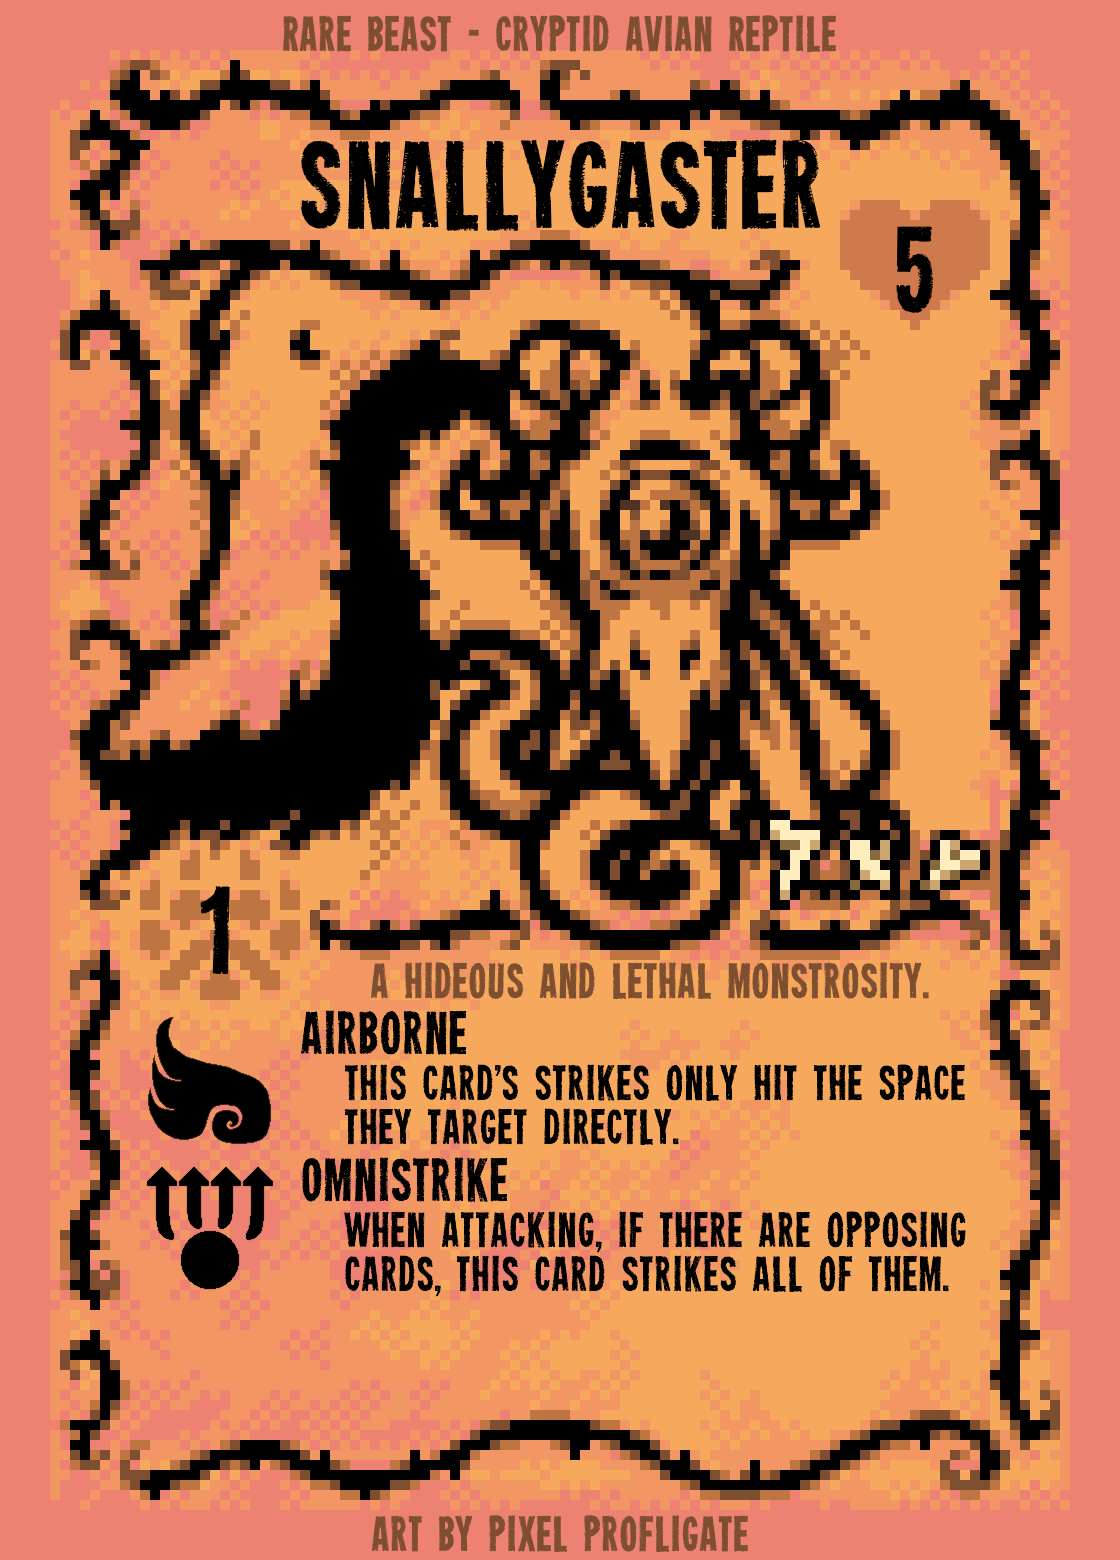 RARE BEAST - CRYPTID AVIAN REPTILE
SNALLYGASTER
5
1
A HIDEOUS AND LETHAL MONSTROSITY.
AIRBORNE
THIS CARD'S STRIKES ONLY HIT THE SPACE
THEY TARGET DIRECTLY.
OMNISTRIKE
WHEN ATTACKING, IF THERE ARE OPPOSING
CARDS, THIS CARD STRIKES ALL OF THEM.
ART BY PIXEL PROFLIGATE